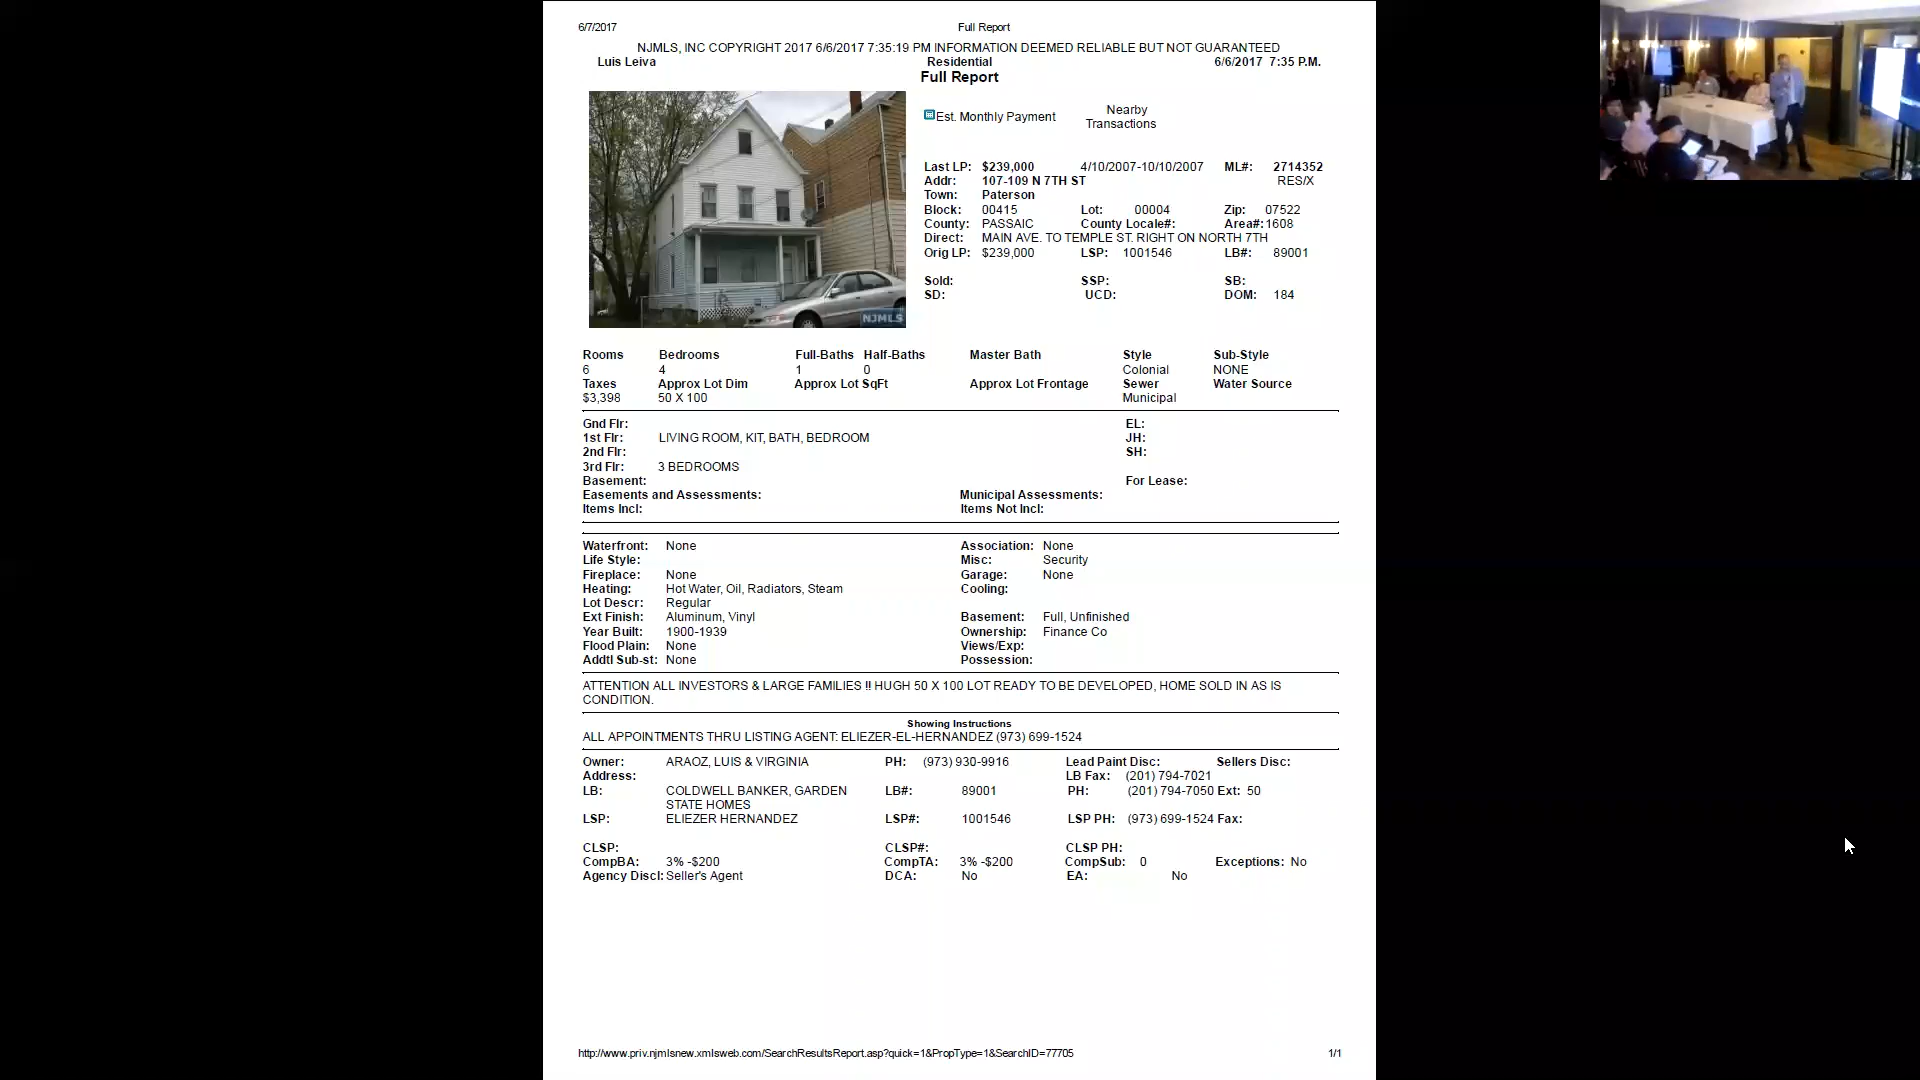 6/7/2017 Full Report
NJMLS, INC COPYRIGHT 2017 6/6/2017 7:35:19 PM INFORMATION DEEMED RELIABLE BUT NOT GUARANTEED
Luis Leiva Residential 6/6/2017 7:35 P.M.
Full Report
Est. Monthly Payment Nearby
Transactions
Last LP: $239,000 4/10/2007-10/10/2007 ML#: 2714352
Addr: 107-109 N 7TH ST RES/X
Town: Paterson
Block: 00415 Lot: 00004 Zip: 07522
County: PASSAIC County Locale#: Area#: 1608
Direct: MAIN AVE. TO TEMPLE ST. RIGHT ON NORTH 7TH
Orig LP: $239,000 LSP: 1001546 LB#: 89001
Sold: SSP: SB:
SD: UCD: DOM: 184
NJMLS
Rooms Bedrooms Full-Baths Half-Baths Master Bath Style Sub-Style
6 4 1 0 Colonial NONE
Taxes Approx Lot Dim Approx Lot SqFt Approx Lot Frontage Sewer Water Source
$3,398 50 X 100 Municipal
Gnd Flr: EL:
1st Flr: LIVING ROOM, KIT, BATH, BEDROOM JH:
2nd Flr: SH:
3rd Flr: 3 BEDROOMS
Basement: For Lease:
Easements and Assessments: Municipal Assessments:
Items Incl: Items Not Incl:
Waterfront: None Association: None
Life Style: Misc: Security
Fireplace: None Garage: None
Heating: Hot Water, Oil, Radiators, Steam Cooling:
Lot Descr: Regular
Ext Finish: Aluminum, Vinyl Basement: Full, Unfinished
Year Built: 1900-1939 Ownership: Finance Co
Flood Plain: None Views/Exp:
Addtl Sub-st: None Possession:
ATTENTION ALL INVESTORS & LARGE FAMILIES !! HUGH 50 X 100 LOT READY TO BE DEVELOPED, HOME SOLD IN AS IS
CONDITION.
Showing Instructions
ALL APPOINTMENTS THRU LISTING AGENT: ELIEZER-EL-HERNANDEZ (973) 699-1524
Owner: ARAOZ, LUIS & VIRGINIA PH: (973) 930-9916 Lead Paint Disc: Sellers Disc:
Address: LB Fax: (201) 794-7021
LB: COLDWELL BANKER, GARDEN LB#: 89001 PH: (201) 794-7050 Ext: 50
STATE HOMES
LSP: ELIEZER HERNANDEZ LSP#: 1001546 LSP PH: (973) 699-1524 Fax:
CLSP: CLSP#: CLSP PH:
CompBA: 3% -$200 CompTA: 3% -$200 CompSub: 0 Exceptions: No
Agency Discl: Seller's Agent DCA: No EA: No
http://www.priv.njmlsnew.xmlsweb.com/SearchResultsReport.asp?quick=1&PropType=1&SearchID=77705 1/1